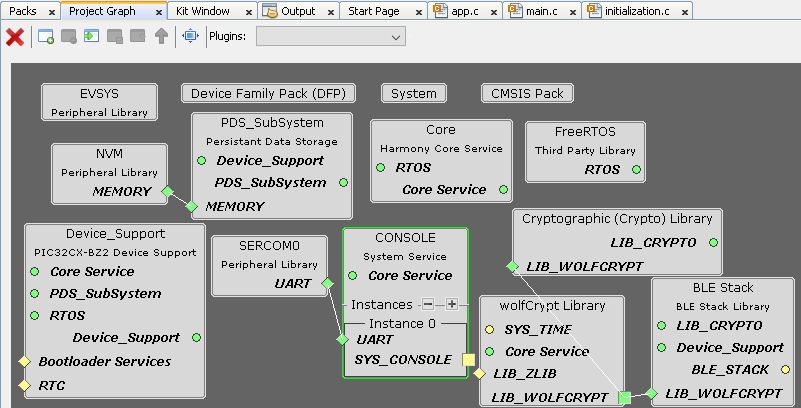 Packs
Project Graph
Kit Window
Output
Start Page
app.c
main.c
initialization.c
Plugins:
EVSYS
Peripheral Library
Device Family Pack (DFP)
System
CMSIS Pack
NVM
Peripheral Library
MEMORY
PDS_SubSystem
Persistant Data Storage
Device_Support
PDS_SubSystem
MEMORY
Core
Harmony Core Service
RTOS
Core Service
FreeRTOS
Third Party Library
RTOS
Device_Support
PIC32CX-BZ2 Device Support
Core Service
PDS_SubSystem
RTOS
Device_Support
Bootloader Services
RTC
SERCOM0
Peripheral Library
UART
CONSOLE
System Service
Core Service
Instances
Instance 0
UART
SYS_CONSOLE
Cryptographic (Crypto) Library
LIB_CRYPTO
LIB_WOLFCRYPT
wolfCrypt Library
SYS_TIME
Core Service
LIB_ZLIB
LIB_WOLFCRYPT
BLE Stack
BLE Stack Library
LIB_CRYPTO
Device_Support
BLE_STACK
LIB_WOLFCRYPT